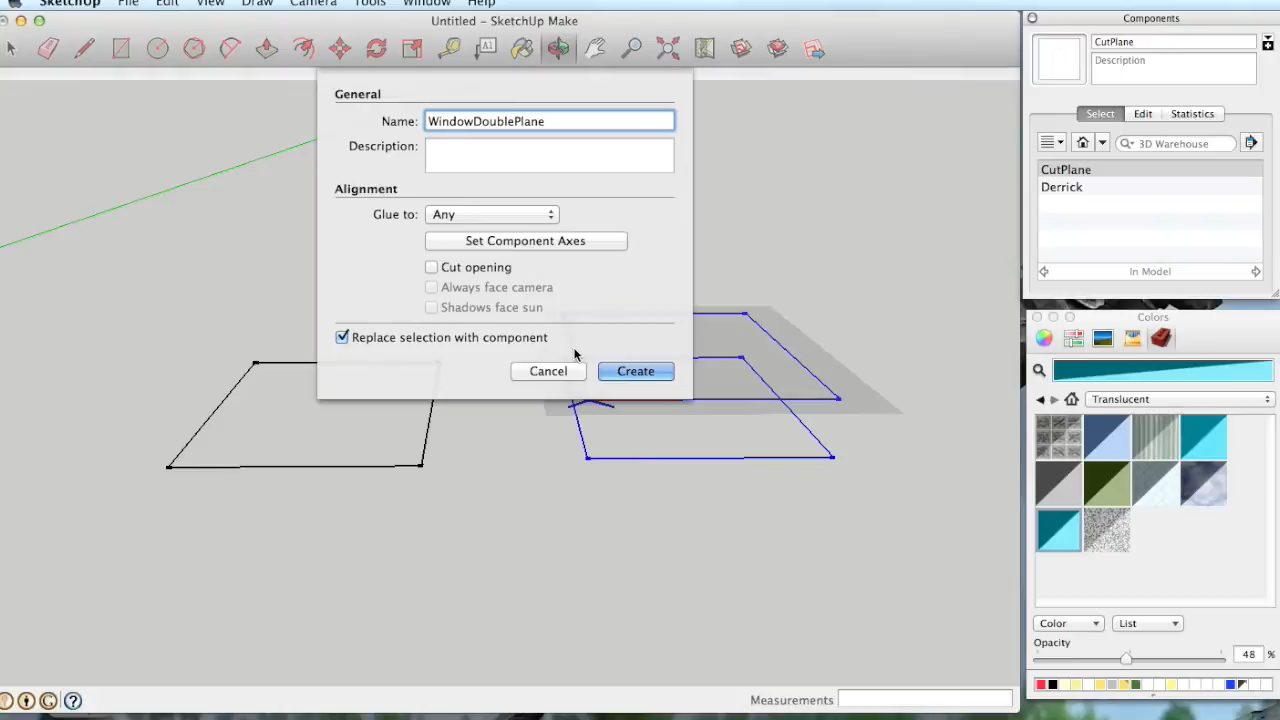 SketchUp File Edit View Draw Camera Tools Window Help
Untitled - SketchUp Make
General
Name: WindowDoublePlane
Description:
Alignment
Glue to: Any
Set Component Axes
Cut opening
Always face camera
Shadows face sun
Replace selection with component
Cancel Create
Measurements
Components
CutPlane
Description
Select Edit Statistics
3D Warehouse
CutPlane
Derrick
In Model
Colors
Translucent
Color List
Opacity
48 %